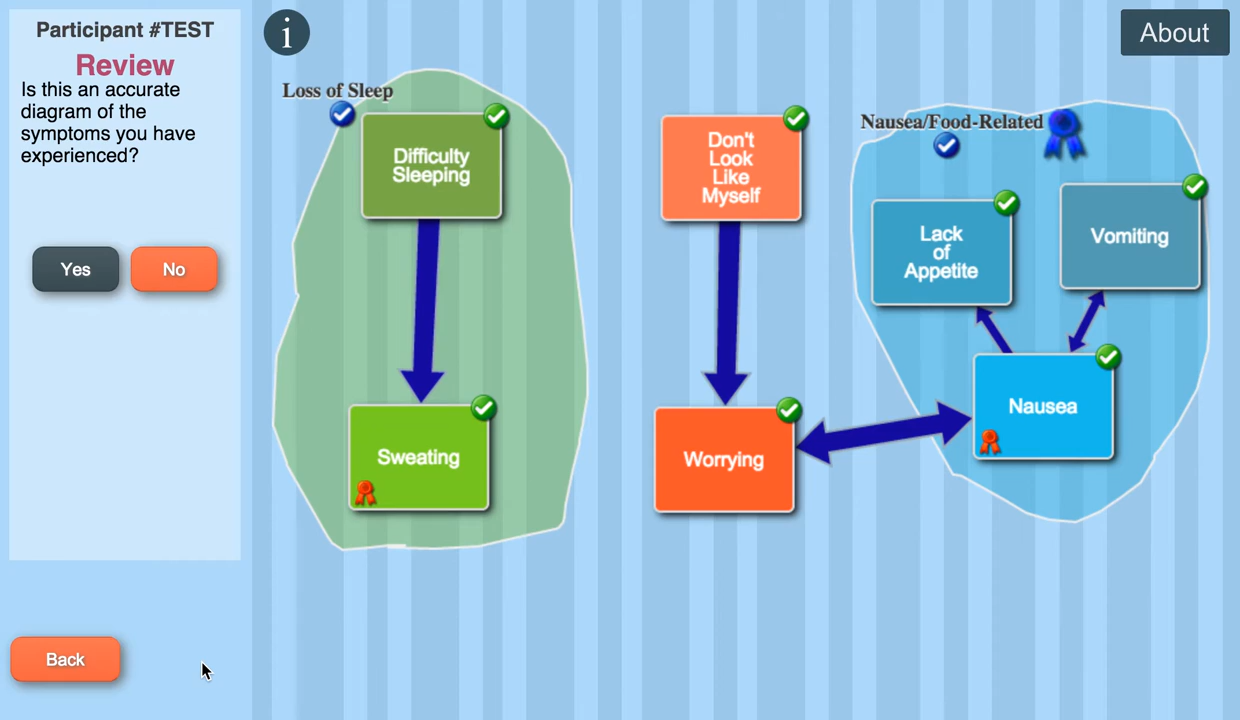 Participant #TEST
Review
Is this an accurate
diagram of the
symptoms you have
experienced?
Yes
No
Back
i
About
Loss of Sleep
Difficulty
Sleeping
Sweating
Don't
Look
Like
Myself
Worrying
Nausea/Food-Related
Lack
of
Appetite
Vomiting
Nausea